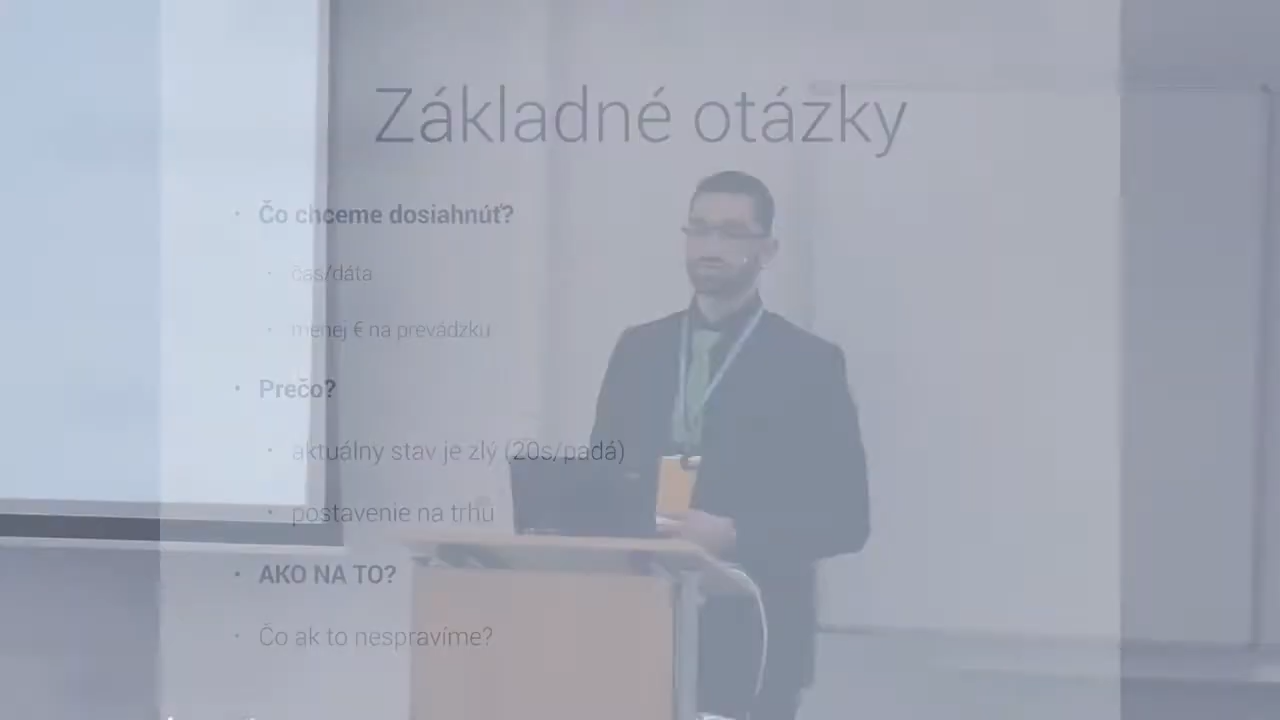 Základné otázky
Čo chceme dosiahnúť?
čas/dáta
menej € na prevádzku
Prečo?
aktuálny stav je zlý (20s/padá)
postavenie na trhu
AKO NA TO?
Čo ak to nespravíme?